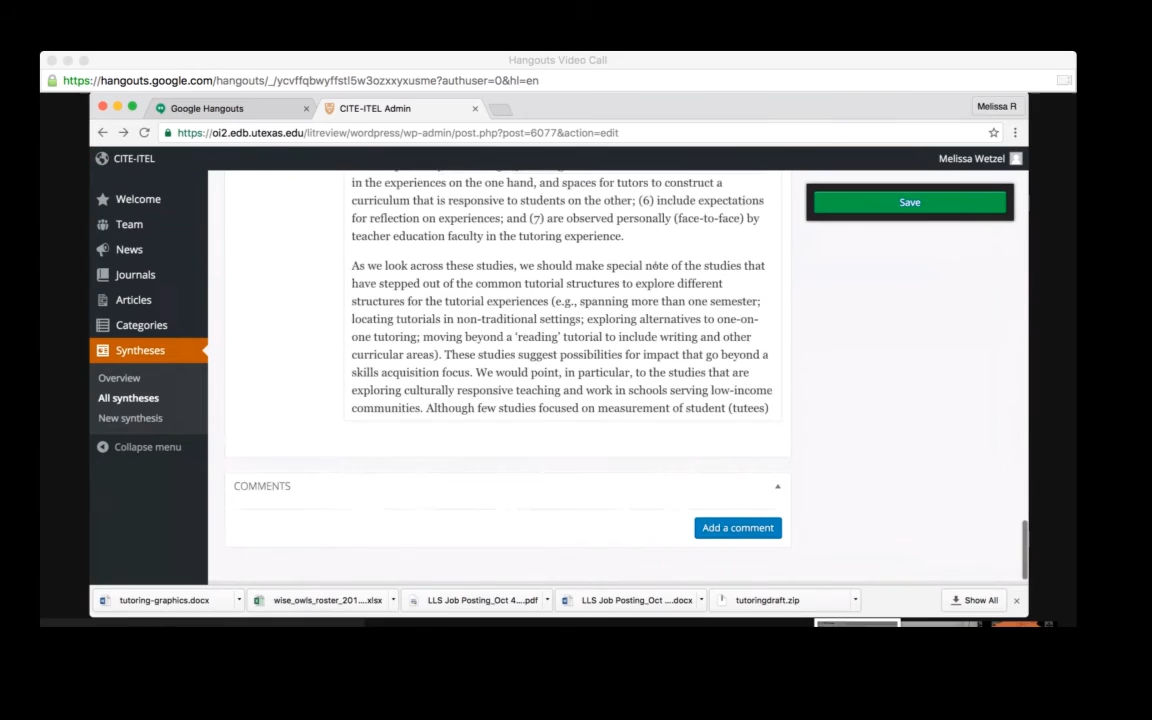 Hangouts Video Call
https://hangouts.google.com/hangouts/_/ycvffqbwyffstl5w3ozxxyxusme?authuser=0&hl=en
Google Hangouts
CITE-ITEL Admin
Melissa R
https://oi2.edb.utexas.edu/litreview/wordpress/wp-admin/post.php?post=6077&action=edit
CITE-ITEL
Melissa Wetzel
Welcome
Team
News
Journals
Articles
Categories
Syntheses
Overview
All syntheses
New synthesis
Collapse menu
in the experiences on the one hand, and spaces for tutors to construct a
curriculum that is responsive to students on the other; (6) include expectations
for reflection on experiences; and (7) are observed personally (face-to-face) by
teacher education faculty in the tutoring experience.
As we look across these studies, we should make special note of the studies that
have stepped out of the common tutorial structures to explore different
structures for the tutorial experiences (e.g., spanning more than one semester;
locating tutorials in non-traditional settings; exploring alternatives to one-on-
one tutoring; moving beyond a ‘reading’ tutorial to include writing and other
curricular areas). These studies suggest possibilities for impact that go beyond a
skills acquisition focus. We would point, in particular, to the studies that are
exploring culturally responsive teaching and work in schools serving low-income
communities. Although few studies focused on measurement of student (tutees)
Save
COMMENTS
Add a comment
tutoring-graphics.docx
wise_owls_roster_201....xlsx
LLS Job Posting_Oct 4....pdf
LLS Job Posting_Oct ....docx
tutoringdraft.zip
Show All